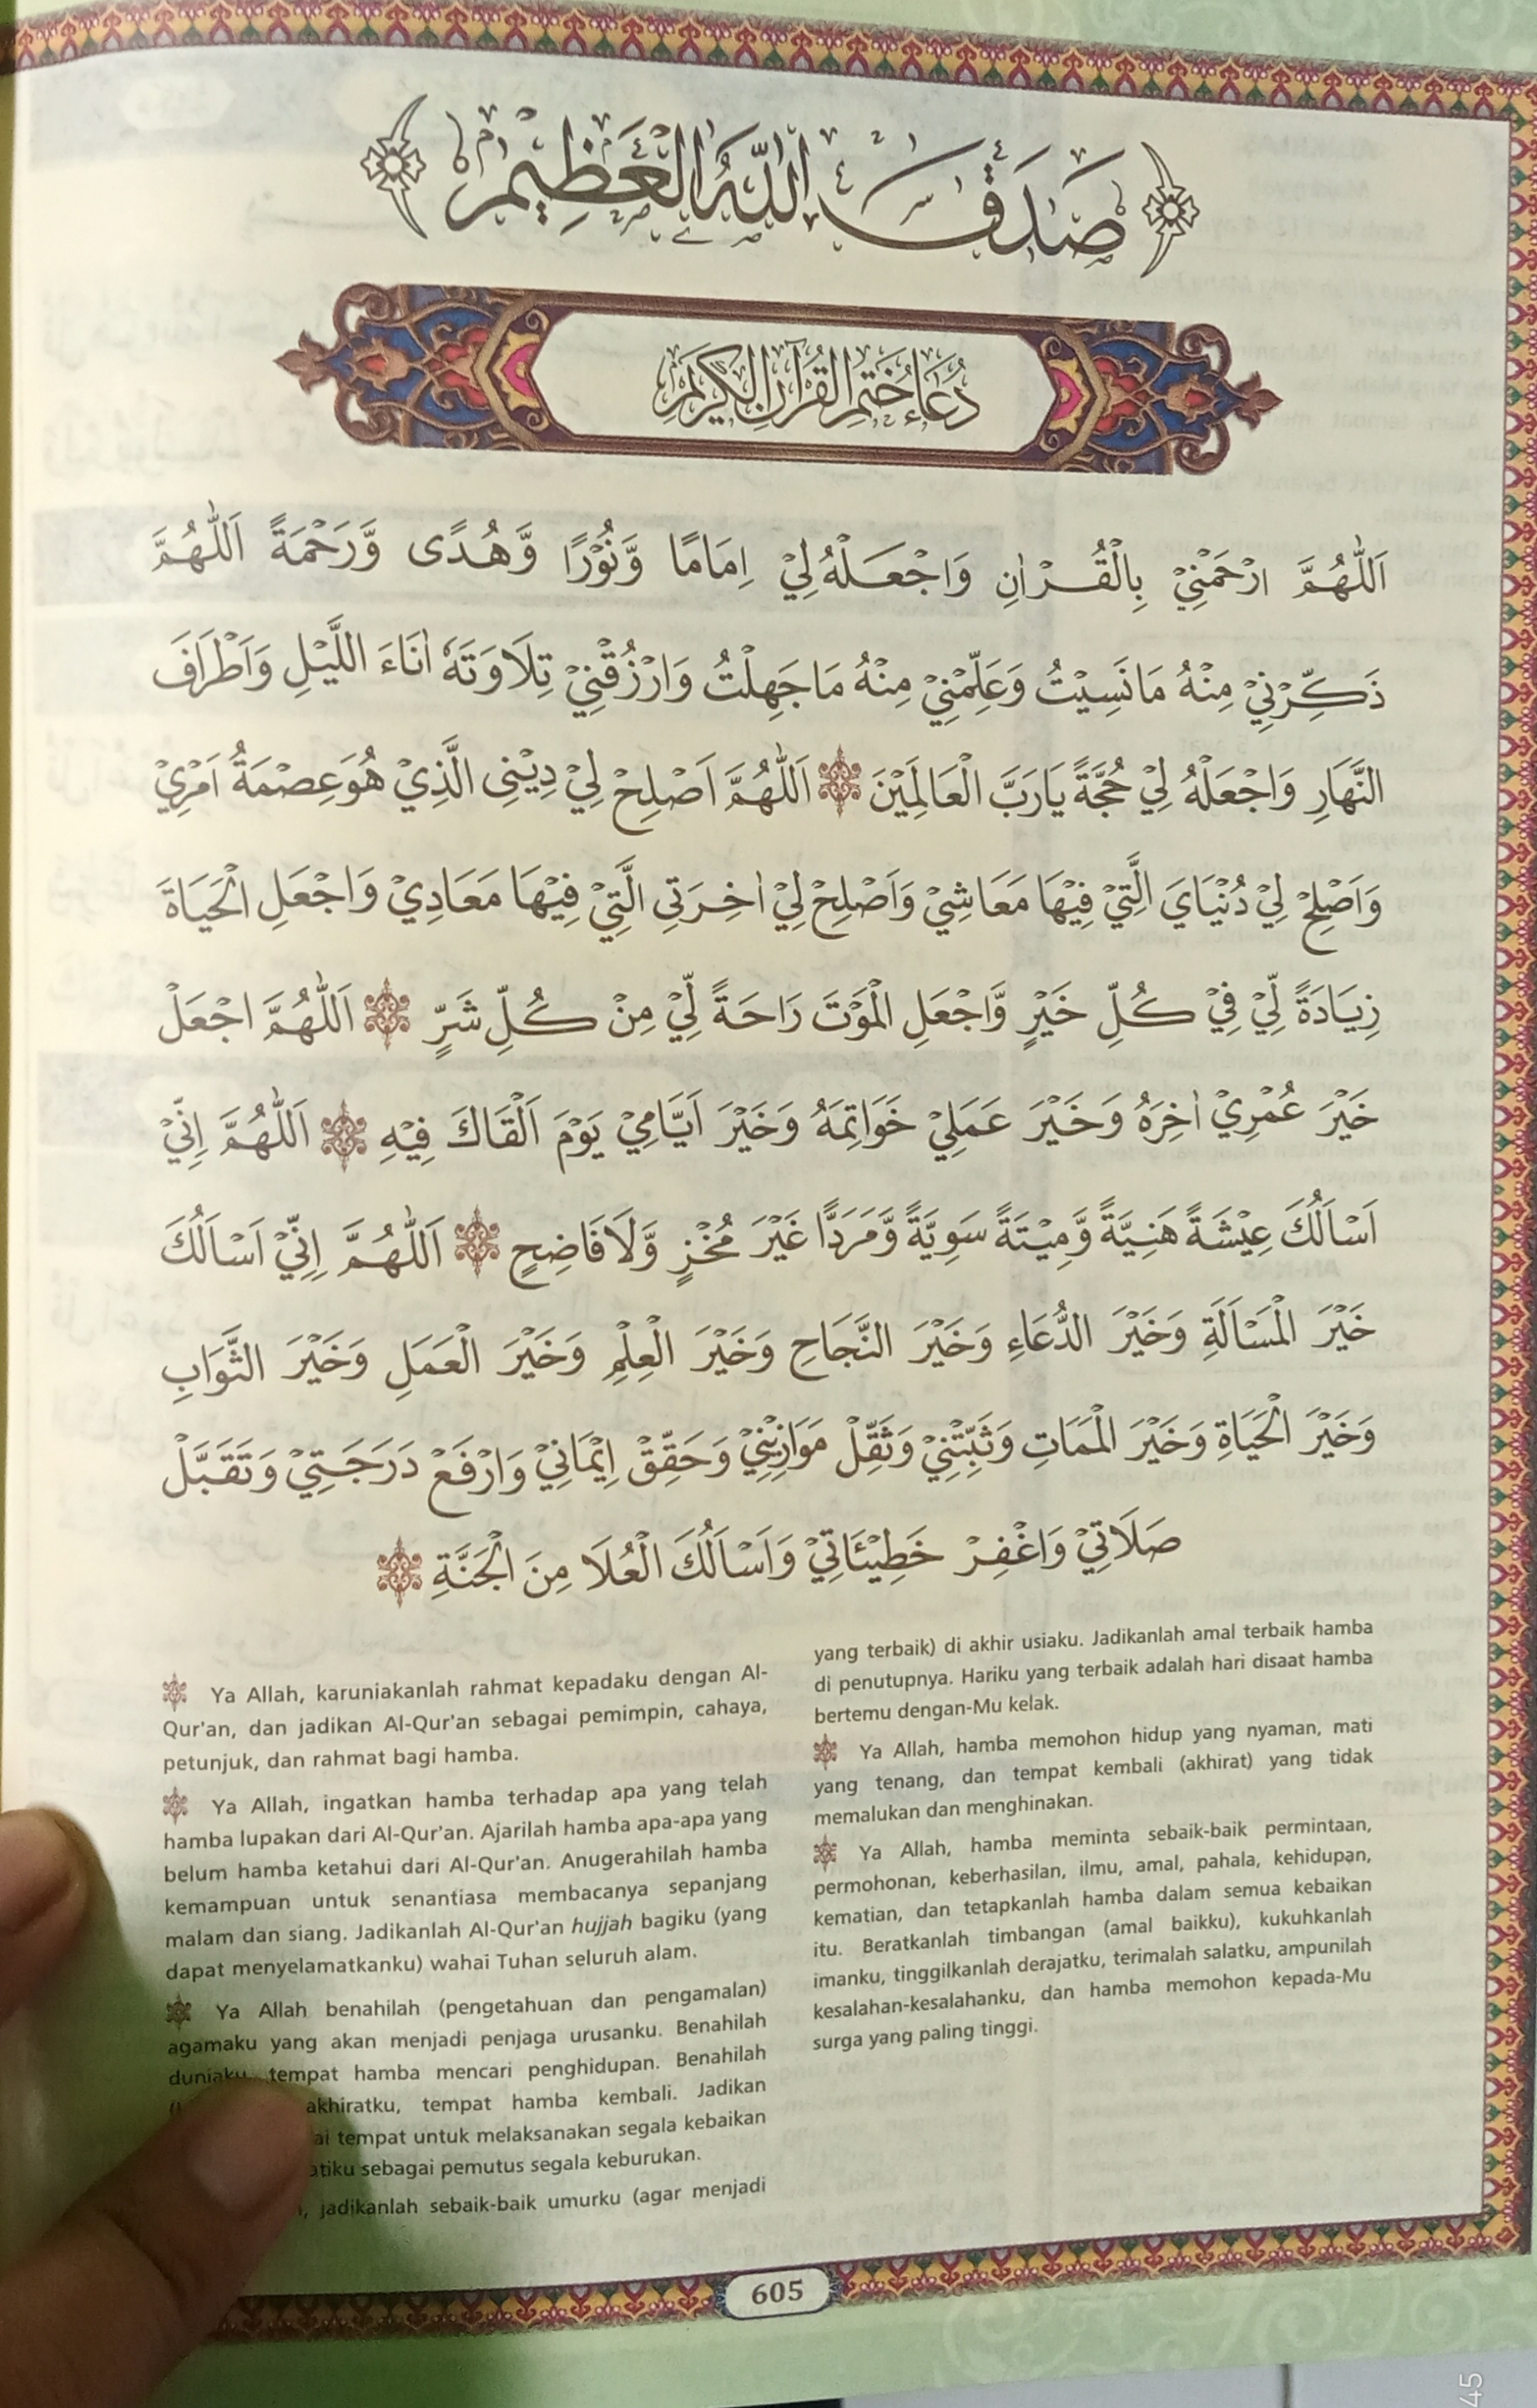 صَدَقَ اللّٰهُ الْعَظِيْمُ
دُعَاءُ خَتْمِ الْقُرْآنِ الْكَرِيْمِ
اَللّٰهُمَّ ارْحَمْنِيْ بِالْقُرْاٰنِ وَاجْعَلْهُ لِيْ اِمَامًا وَّنُوْرًا وَّهُدًى وَّرَحْمَةً اَللّٰهُمَّ
ذَكِّرْنِيْ مِنْهُ مَانَسِيْتُ وَعَلِّمْنِيْ مِنْهُ مَاجَهِلْتُ وَارْزُقْنِيْ تِلَاوَتَهٗ اٰنَاءَ اللَّيْلِ وَاَطْرَافَ
النَّهَارِ وَاجْعَلْهُ لِيْ حُجَّةً يَارَبَّ الْعَالَمِيْنَ اَللّٰهُمَّ اَصْلِحْ لِيْ دِيْنِى الَّذِيْ هُوَعِصْمَةُ اَمْرِيْ
وَاَصْلِحْ لِيْ دُنْيَايَ الَّتِيْ فِيْهَا مَعَاشِيْ وَاَصْلِحْ لِيْ اٰخِرَتِى الَّتِيْ فِيْهَا مَعَادِيْ وَاجْعَلِ الْحَيَاةَ
زِيَادَةً لِّيْ فِيْ كُلِّ خَيْرٍ وَّاجْعَلِ الْمَوْتَ رَاحَةً لِّيْ مِنْ كُلِّ شَرٍّ اَللّٰهُمَّ اجْعَلْ
خَيْرَ عُمْرِيْ اٰخِرَهُ وَخَيْرَ عَمَلِيْ خَوَاتِمَهُ وَخَيْرَ اَيَّامِيْ يَوْمَ اَلْقَاكَ فِيْهِ اَللّٰهُمَّ اِنِّيْ
اَسْاَلُكَ عِيْشَةً هَنِيَّةً وَّمِيْتَةً سَوِيَّةً وَّمَرَدًّا غَيْرَ مُخْزٍ وَّلَا فَاضِحٍ اَللّٰهُمَّ اِنِّيْ اَسْاَلُكَ
خَيْرَ الْمَسْاَلَةِ وَخَيْرَ الدُّعَاءِ وَخَيْرَ النَّجَاحِ وَخَيْرَ الْعِلْمِ وَخَيْرَ الْعَمَلِ وَخَيْرَ الثَّوَابِ
وَخَيْرَ الْحَيَاةِ وَخَيْرَ الْمَمَاتِ وَثَبِّتْنِيْ وَثَقِّلْ مَوَازِيْنِيْ وَحَقِّقْ اِيْمَانِيْ وَارْفَعْ دَرَجَتِيْ وَتَقَبَّلْ
صَلَاتِيْ وَاغْفِرْ خَطِيْئَاتِيْ وَاَسْاَلُكَ الْعُلَا مِنَ الْجَنَّةِ
Ya Allah, karuniakanlah rahmat kepadaku dengan Al-
Qur'an, dan jadikan Al-Qur'an sebagai pemimpin, cahaya,
petunjuk, dan rahmat bagi hamba.
Ya Allah, ingatkan hamba terhadap apa yang telah
hamba lupakan dari Al-Qur'an. Ajarilah hamba apa-apa yang
belum hamba ketahui dari Al-Qur'an. Anugerahilah hamba
kemampuan untuk senantiasa membacanya sepanjang
malam dan siang. Jadikanlah Al-Qur'an hujjah bagiku (yang
dapat menyelamatkanku) wahai Tuhan seluruh alam.
Ya Allah benahilah (pengetahuan dan pengamalan)
agamaku yang akan menjadi penjaga urusanku. Benahilah
duniaku, tempat hamba mencari penghidupan. Benahilah
akhiratku, tempat hamba kembali. Jadikan
tempat untuk melaksanakan segala kebaikan
sebagai pemutus segala keburukan.
jadikanlah sebaik-baik umurku (agar menjadi
yang terbaik) di akhir usiaku. Jadikanlah amal terbaik hamba
di penutupnya. Hariku yang terbaik adalah hari disaat hamba
bertemu dengan-Mu kelak.
Ya Allah, hamba memohon hidup yang nyaman, mati
yang tenang, dan tempat kembali (akhirat) yang tidak
memalukan dan menghinakan.
Ya Allah, hamba meminta sebaik-baik permintaan,
permohonan, keberhasilan, ilmu, amal, pahala, kehidupan,
kematian, dan tetapkanlah hamba dalam semua kebaikan
itu. Beratkanlah timbangan (amal baikku), kukuhkanlah
imanku, tinggilkanlah derajatku, terimalah salatku, ampunilah
kesalahan-kesalahanku, dan hamba memohon kepada-Mu
surga yang paling tinggi.
605
45